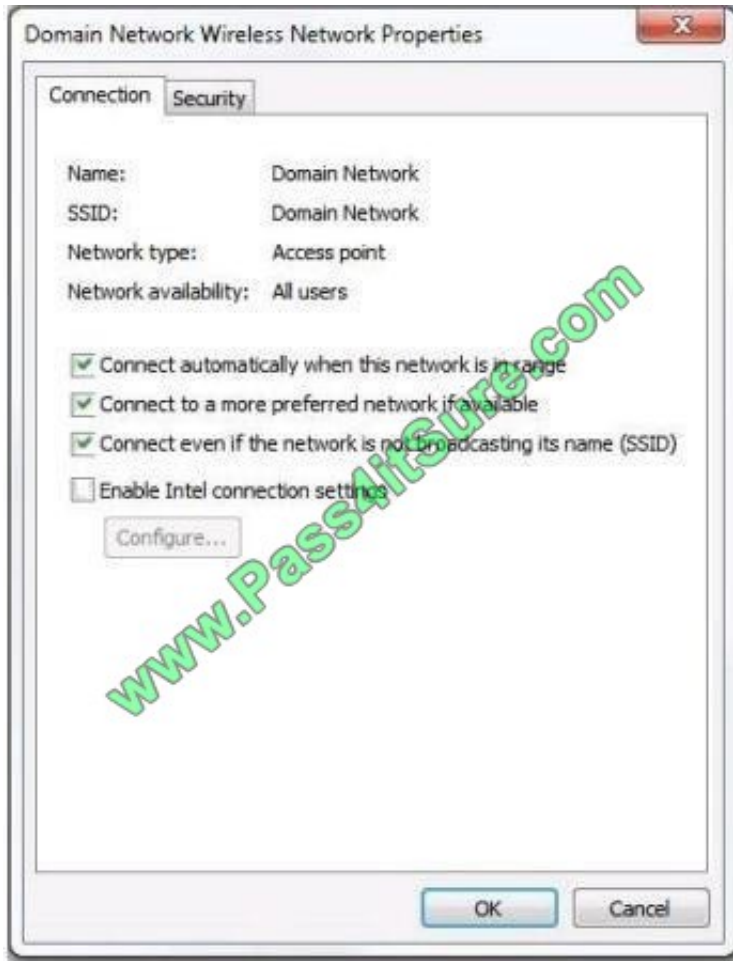 Domain Network Wireless Network Properties
Connection
Security
Name: Domain Network
SSID: Domain Network
Network type: Access point
Network availability: All users
Connect automatically when this network is in range
Connect to a more preferred network if available
Connect even if the network is not broadcasting its name (SSID)
Enable Intel connection settings
Configure...
www.Pass4itSure.com
OK
Cancel